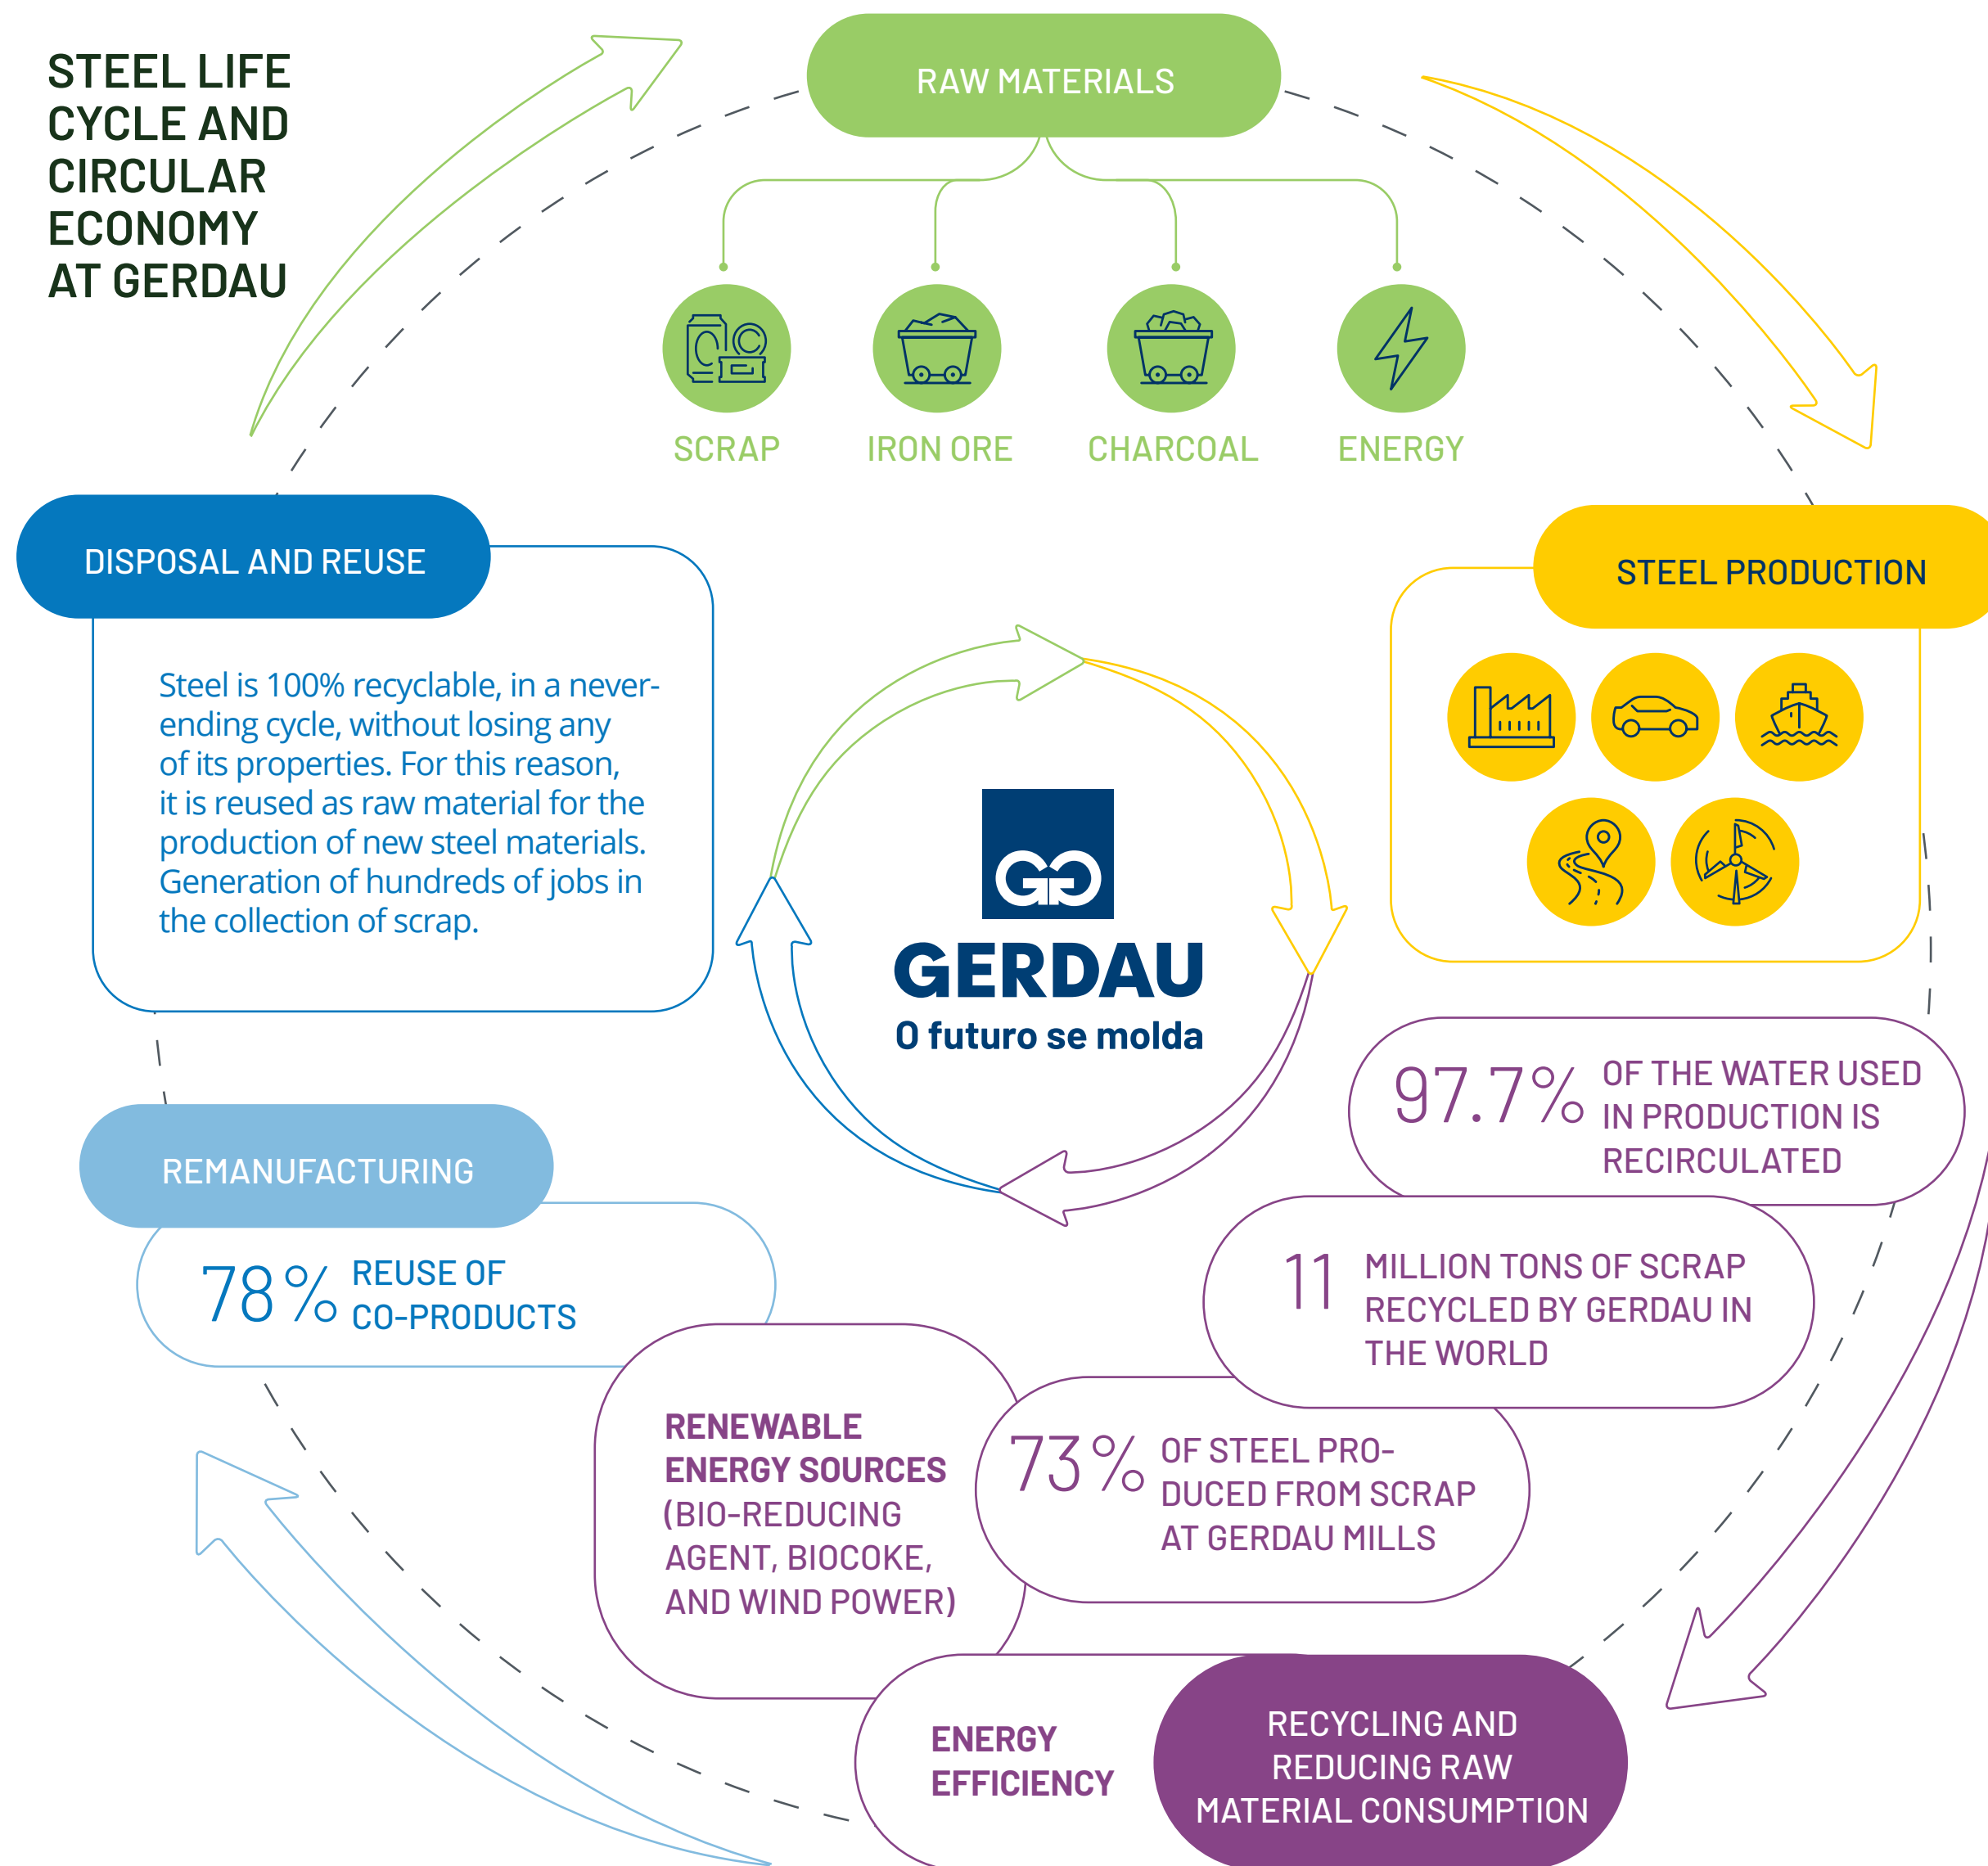 STEEL LIFE
CYCLE AND
CIRCULAR
ECONOMY
AT GERDAU
RAW MATERIALS
SCRAP
IRON ORE
CHARCOAL
ENERGY
STEEL PRODUCTION
DISPOSAL AND REUSE
Steel is 100% recyclable, in a never-
ending cycle, without losing any
of its properties. For this reason,
it is reused as raw material for the
production of new steel materials.
Generation of hundreds of jobs in
the collection of scrap.
GERDAU
O futuro se molda
97.7% OF THE WATER USED
IN PRODUCTION IS
RECIRCULATED
11 MILLION TONS OF SCRAP
RECYCLED BY GERDAU IN
THE WORLD
73% OF STEEL PRO-
DUCED FROM SCRAP
AT GERDAU MILLS
REMANUFACTURING
78% REUSE OF
CO-PRODUCTS
RENEWABLE
ENERGY SOURCES
(BIO-REDUCING
AGENT, BIOCOKE,
AND WIND POWER)
ENERGY
EFFICIENCY
RECYCLING AND
REDUCING RAW
MATERIAL CONSUMPTION